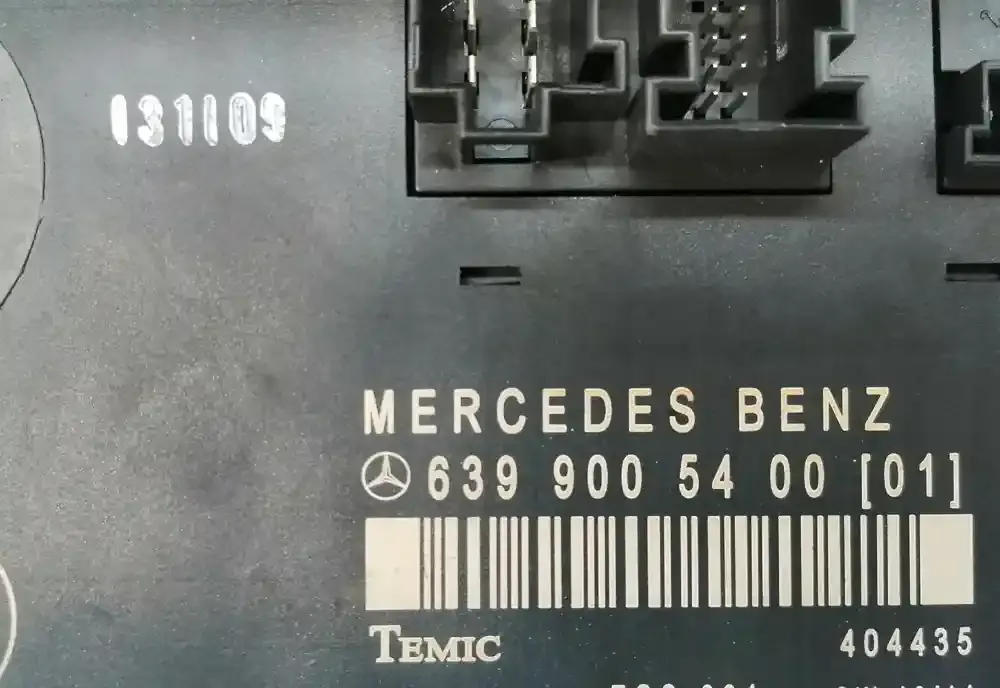 131109
MERCEDES BENZ
639 900 54 00 [01]
TEMIC
404435